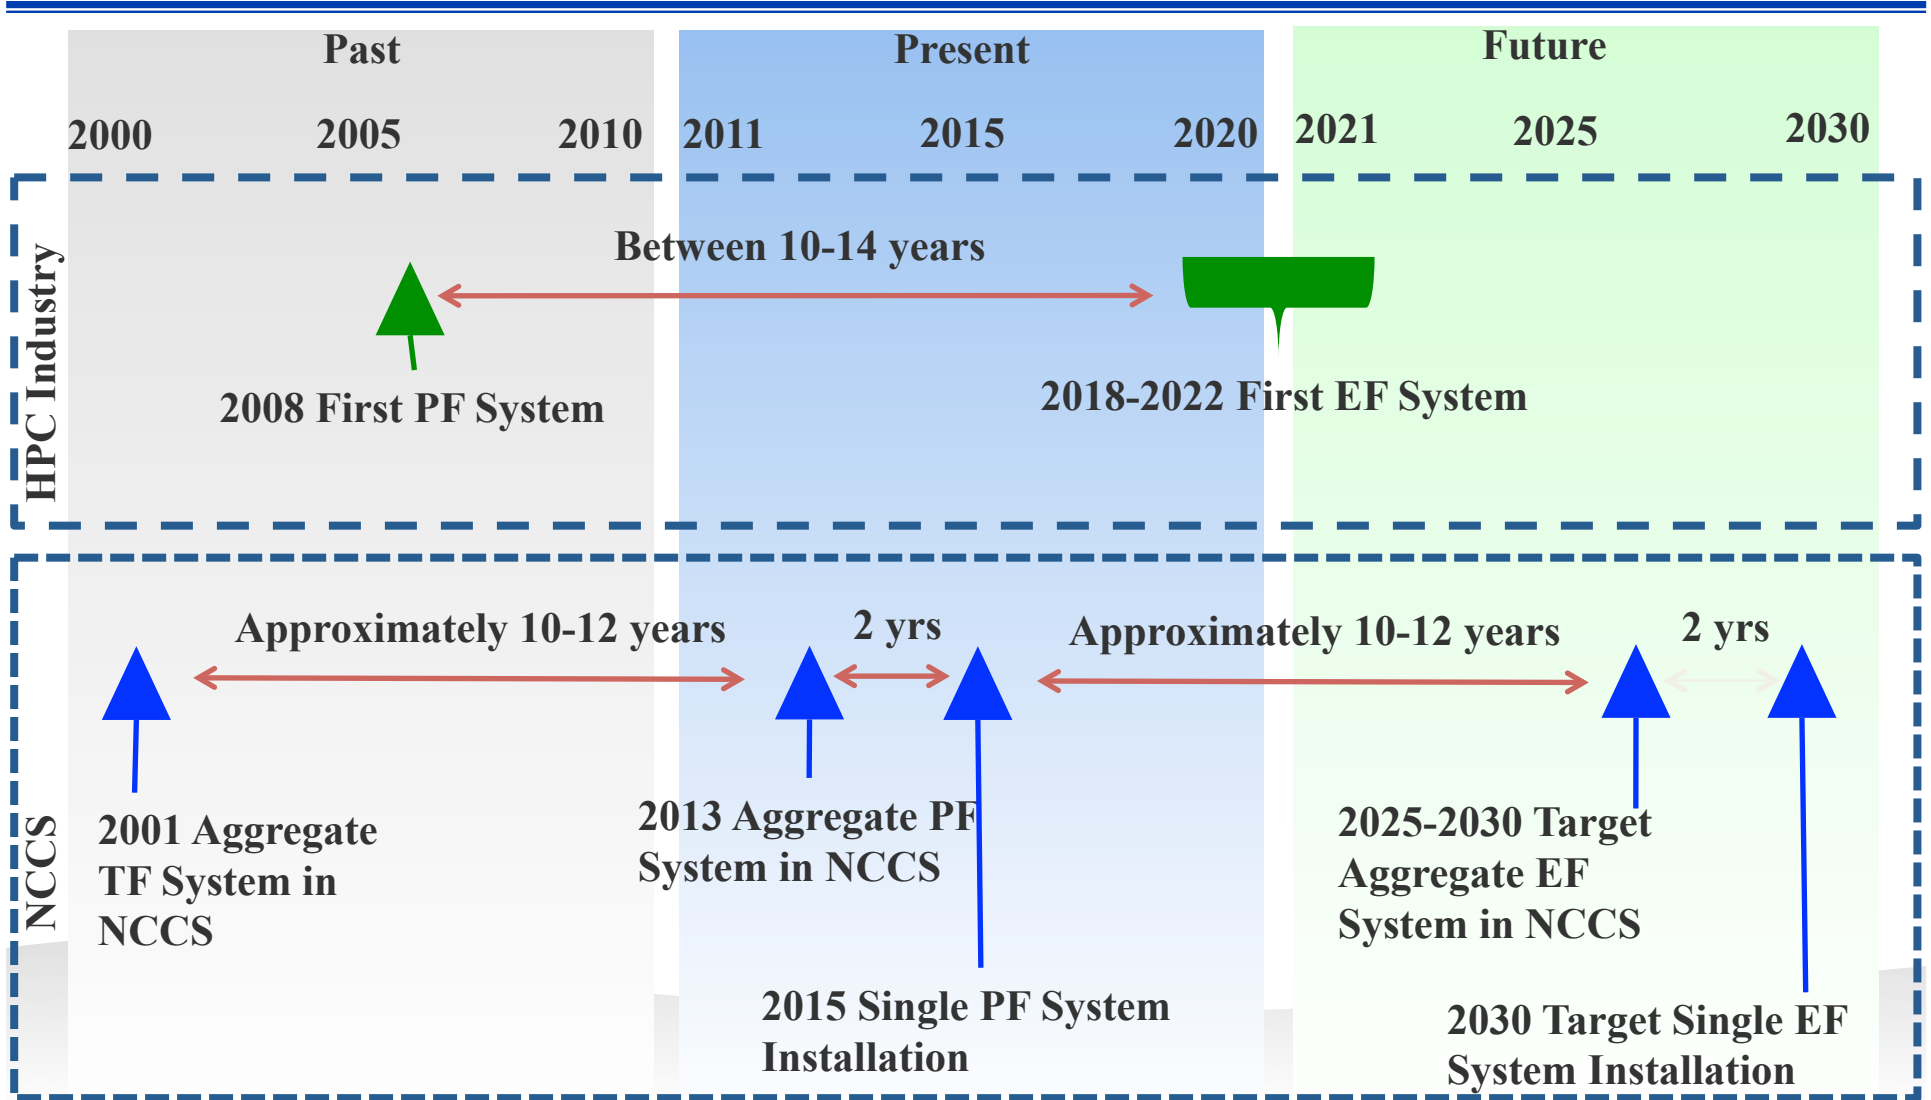 Past
Present
Future
2000
2005
2010
2011
2015
2020
2021
2025
2030
HPC Industry
Between 10-14 years
2008 First PF System
2018-2022 First EF System
NCCS
Approximately 10-12 years
2 yrs
Approximately 10-12 years
2 yrs
2001 Aggregate
TF System in
NCCS
2013 Aggregate PF
System in NCCS
2015 Single PF System
Installation
2025-2030 Target
Aggregate EF
System in NCCS
2030 Target Single EF
System Installation